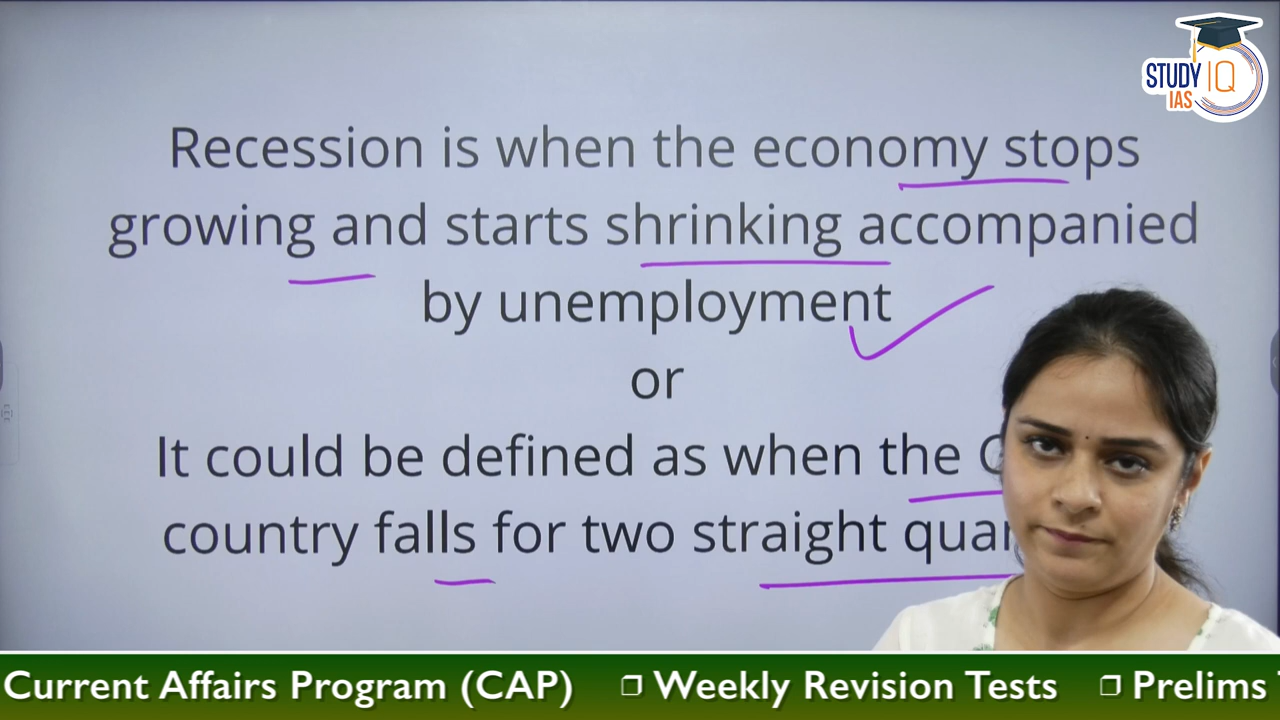 STUDY IQ
IAS
Recession is when the economy stops
growing and starts shrinking accompanied
by unemployment
or
It could be defined as when the
country falls for two straight
Current Affairs Program (CAP) ❐ Weekly Revision Tests ❐ Prelims